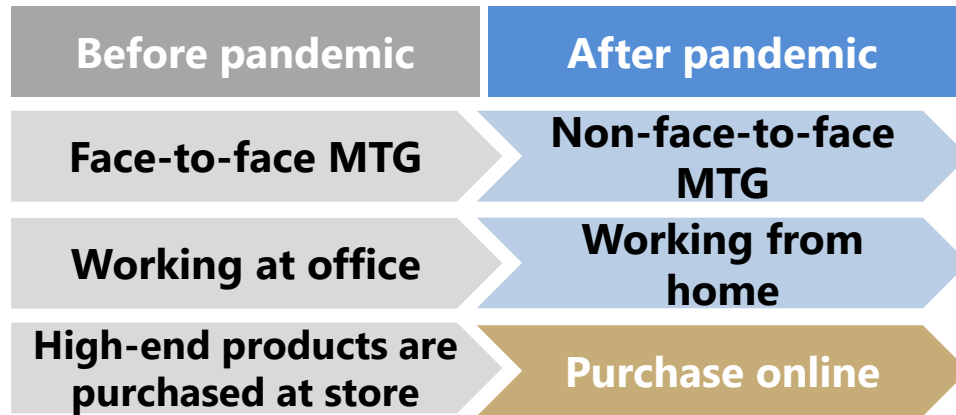 Before pandemic
After pandemic
Face-to-face MTG
Non-face-to-face
MTG
Working at office
Working from
home
High-end products are
purchased at store
Purchase online